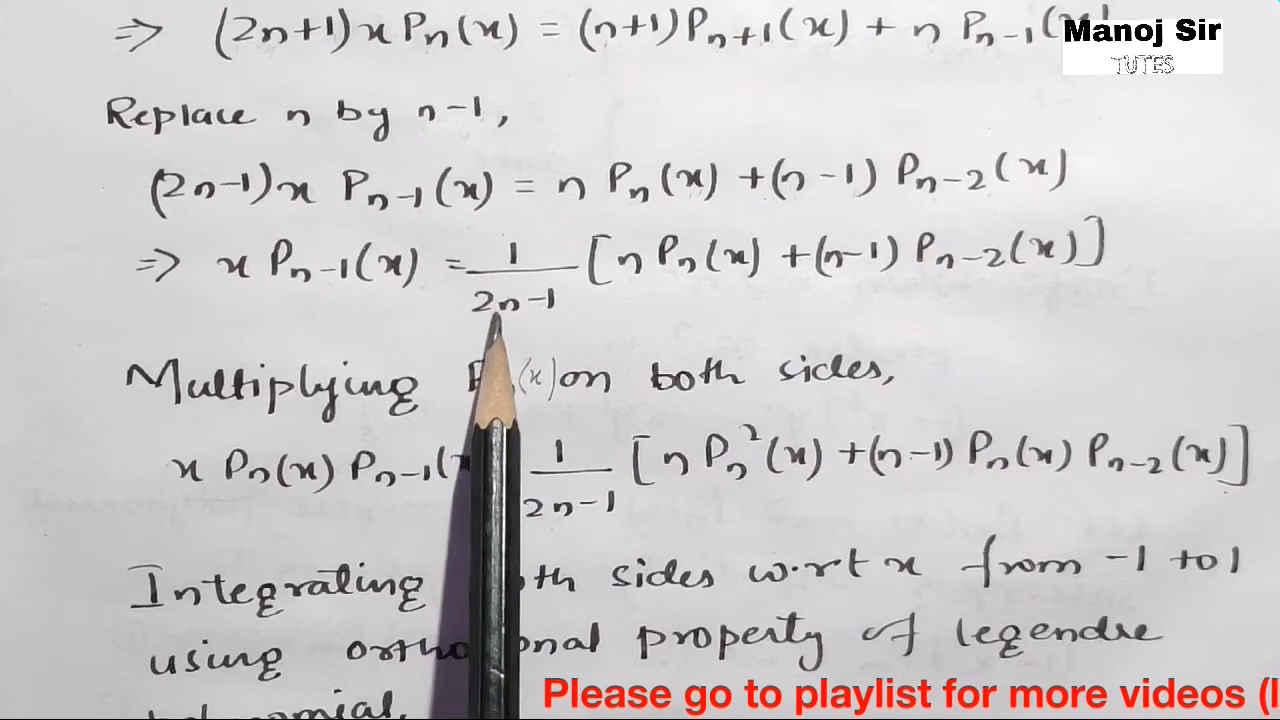 ⇒ (2n+1) x Pn(x) = (n+1) Pn+1(x) + n Pn-1(x)
Manoj Sir
TUTES
Replace n by n-1,
(2n-1) x Pn-1(x) = n Pn(x) + (n-1) Pn-2(x)
⇒ x Pn-1(x) = 1/2n-1 [n Pn(x) + (n-1) Pn-2(x)]
Multiplying (x) on both sides,
x Pn(x) Pn-1( 1/2n-1 [n Pn²(x) + (n-1) Pn(x) Pn-2(x)]
Integrating sides w.r.t x from -1 to 1
using property of legendre
Please go to playlist for more videos (